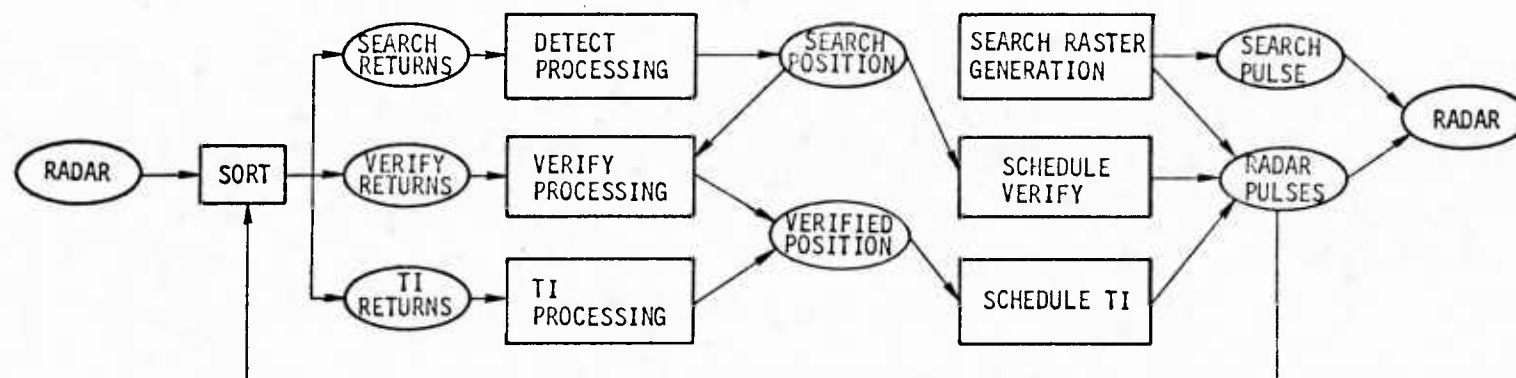 SEARCH
RETURNS
DETECT
PROCESSING
SEARCH
POSITION
SEARCH RASTER
GENERATION
SEARCH
PULSE
RADAR
RADAR
SORT
VERIFY
RETURNS
VERIFY
PROCESSING
SCHEDULE
VERIFY
RADAR
PULSES
VERIFIED
POSITION
TI
RETURNS
TI
PROCESSING
SCHEDULE TI